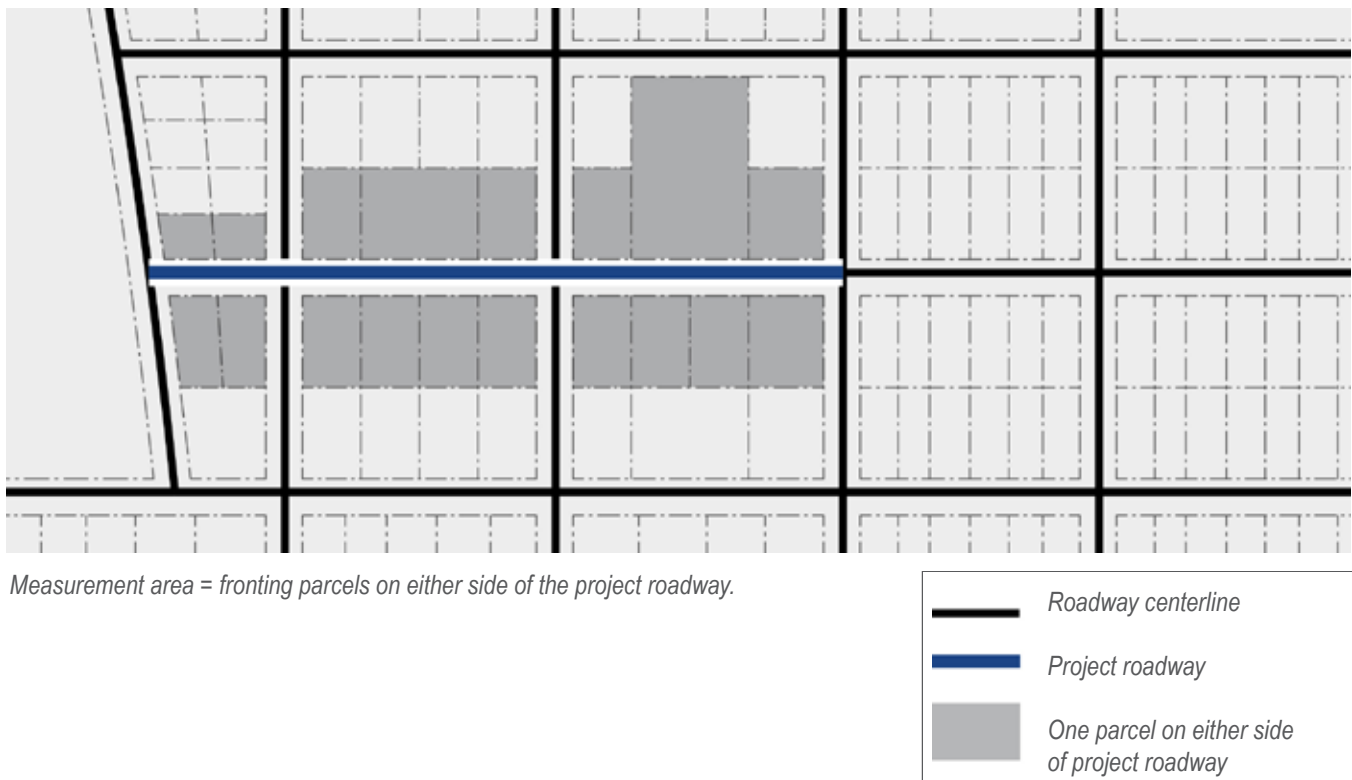 Measurement area = fronting parcels on either side of the project roadway.
Roadway centerline
Project roadway
One parcel on either side
of project roadway